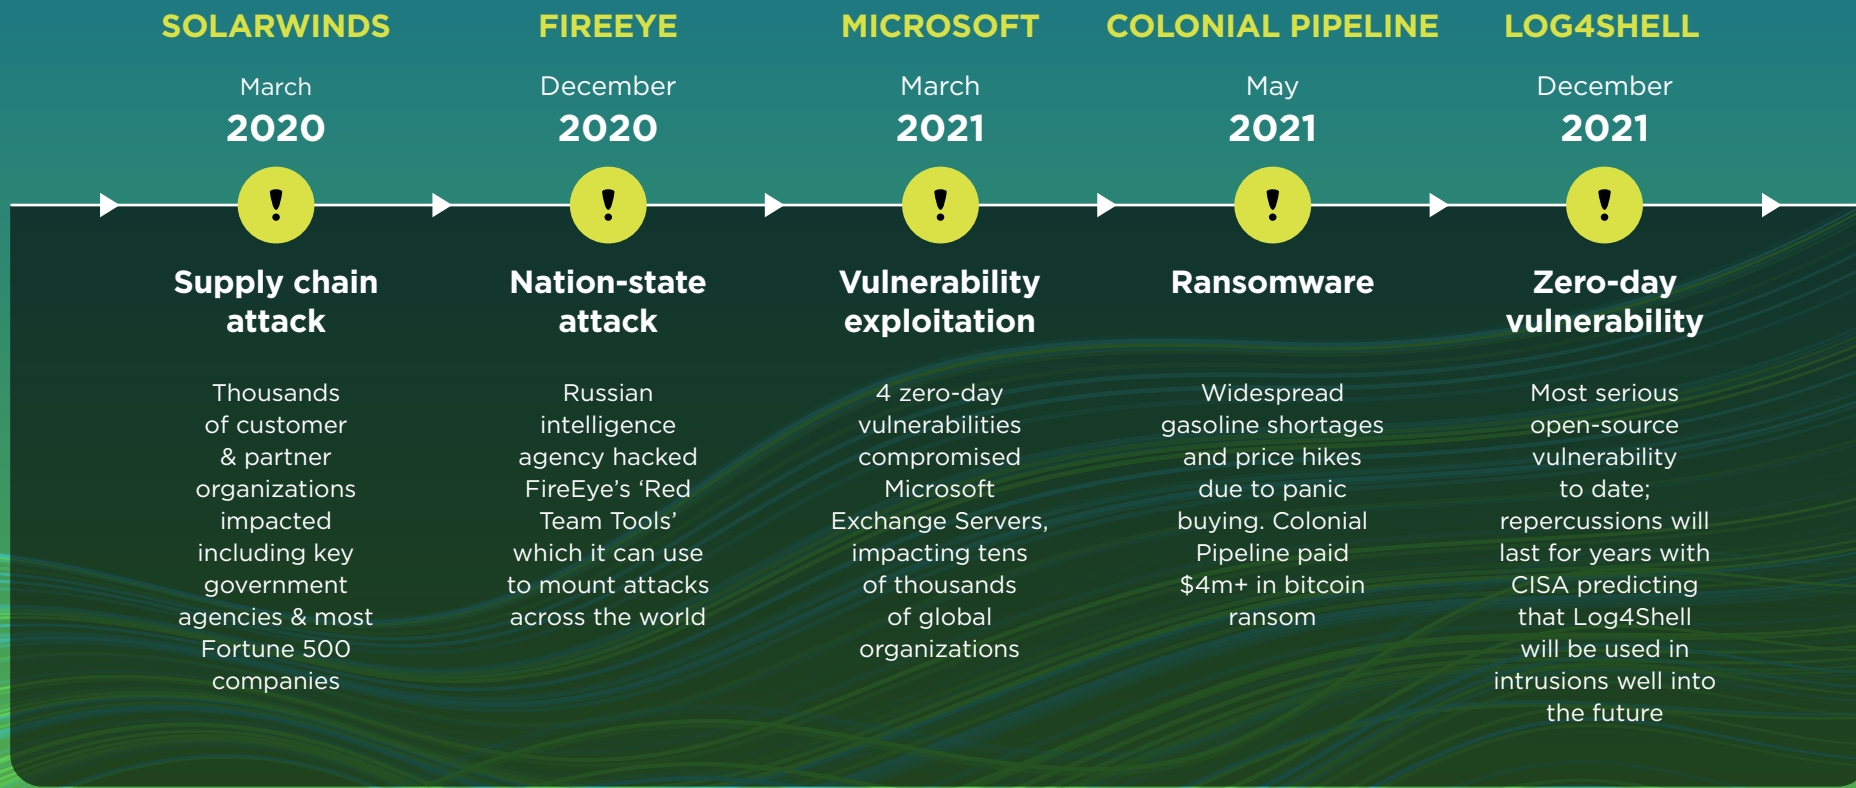 SOLARWINDS
March
2020
Supply chain
attack
Thousands
of customer
& partner
organizations
impacted
including key
government
agencies & most
Fortune 500
companies
FIREEYE
December
2020
Nation-state
attack
Russian
intelligence
agency hacked
FireEye’s ‘Red
Team Tools’
which it can use
to mount attacks
across the world
MICROSOFT
March
2021
Vulnerability
exploitation
4 zero-day
vulnerabilities
compromised
Microsoft
Exchange Servers,
impacting tens
of thousands
of global
organizations
COLONIAL PIPELINE
May
2021
Ransomware
Widespread
gasoline shortages
and price hikes
due to panic
buying. Colonial
Pipeline paid
$4m+ in bitcoin
ransom
LOG4SHELL
December
2021
Zero-day
vulnerability
Most serious
open-source
vulnerability
to date;
repercussions will
last for years with
CISA predicting
that Log4Shell
will be used in
intrusions well into
the future